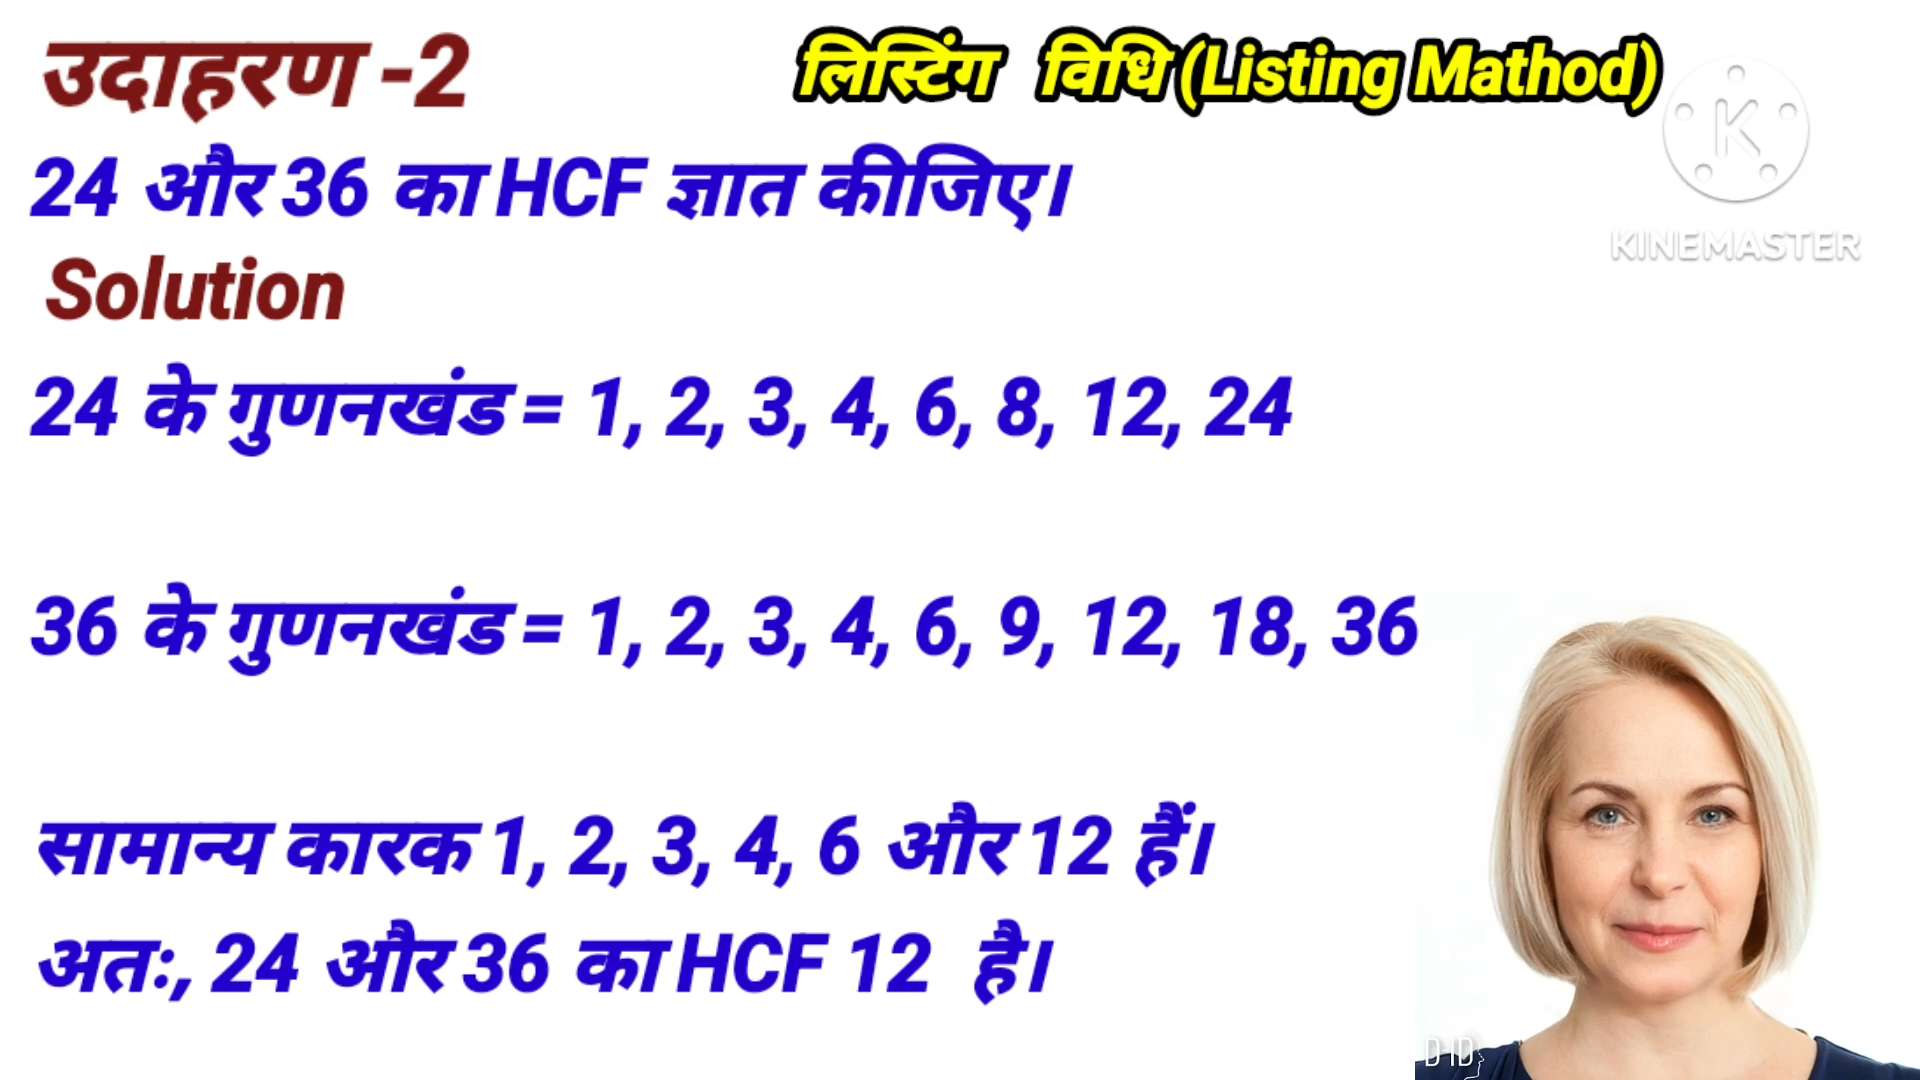 उदाहरण -2
लिस्टिंग विधि (Listing Mathod)
24 और 36 का HCF ज्ञात कीजिए।
KINEMASTER
Solution
24 के गुणनखंड = 1, 2, 3, 4, 6, 8, 12, 24
36 के गुणनखंड = 1, 2, 3, 4, 6, 9, 12, 18, 36
सामान्य कारक 1, 2, 3, 4, 6 और 12 हैं।
अतः, 24 और 36 का HCF 12 है।
D-ID